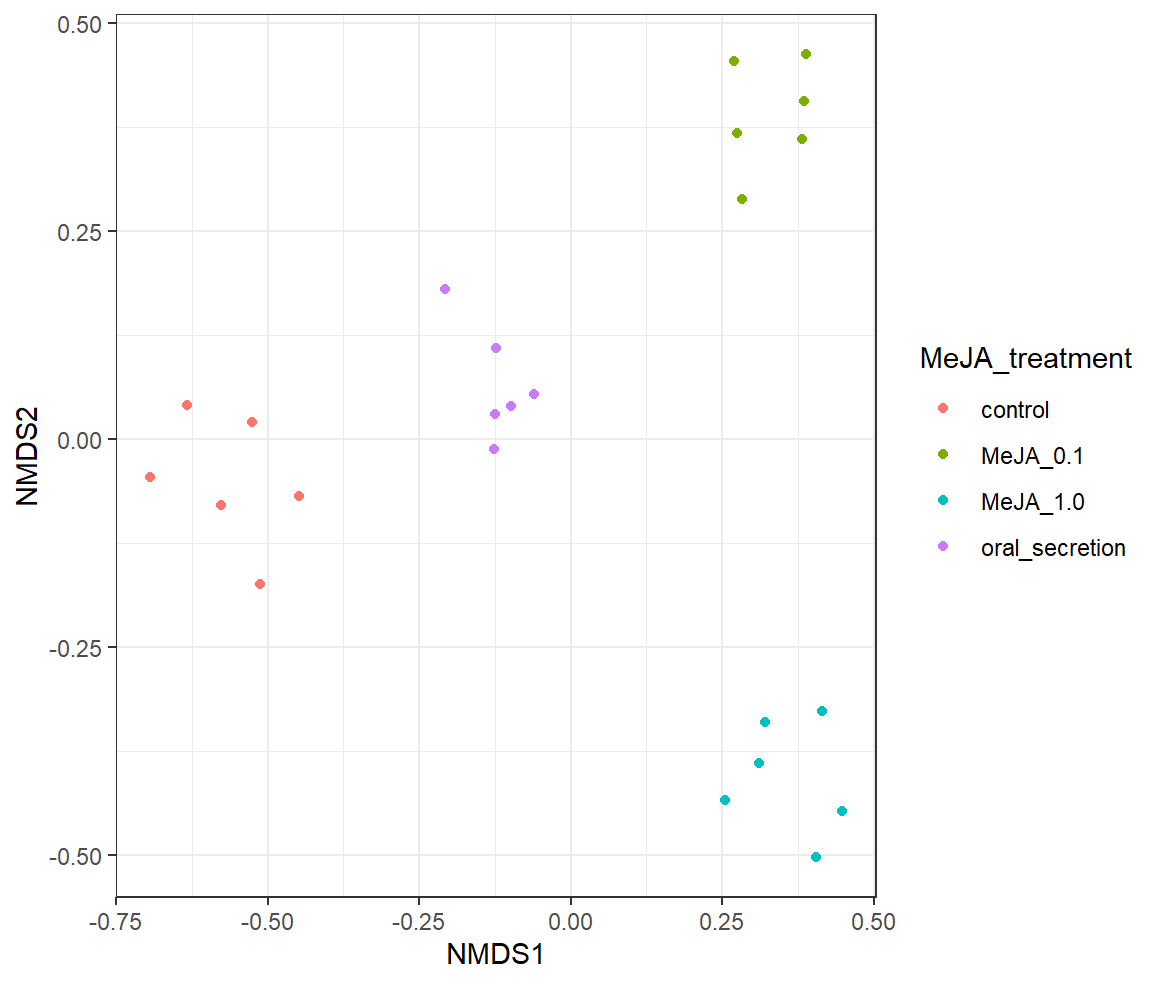 0.50
0.25
0.00
-0.25
-0.50
NMDS2
-0.75 -0.50 -0.25 0.00 0.25 0.50
NMDS1
MeJA_treatment
control
MeJA_0.1
MeJA_1.0
oral_secretion